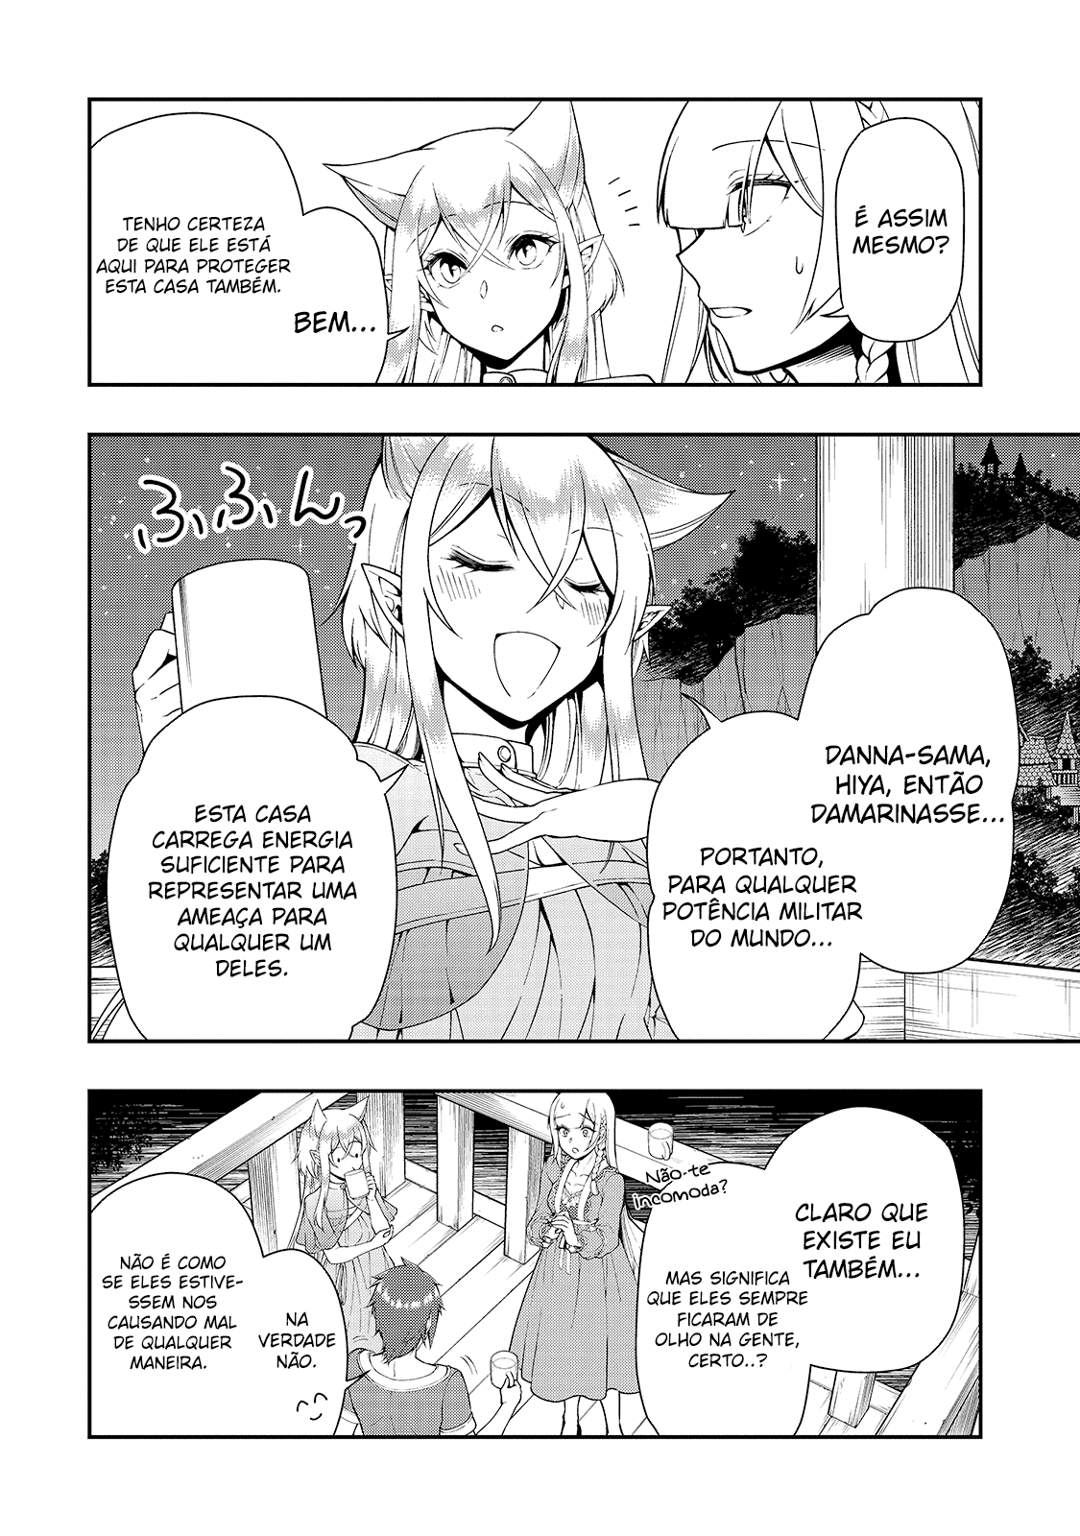 É ASSIM
MESMO?
BEM...
TENHO CERTEZA
DE QUE ELE ESTÁ
AQUI PARA PROTEGER
ESTA CASA TAMBÉM.
ふふんっ
DANNA-SAMA,
HIYA, ENTÃO
DAMARINASSE...
PORTANTO,
PARA QUALQUER
POTÊNCIA MILITAR
DO MUNDO...
ESTA CASA
CARREGA ENERGIA
SUFICIENTE PARA
REPRESENTAR UMA
AMEAÇA PARA
QUALQUER UM
DELES.
CLARO QUE
EXISTE EU
TAMBÉM...
MAS SIGNIFICA
QUE ELES SEMPRE
FICARAM DE
OLHO NA GENTE,
CERTO..?
Não-te
incomoda?
NA
VERDADE
NÃO.
NÃO É COMO
SE ELES ESTIVE-
SSEM NOS
CAUSANDO MAL
DE QUALQUER
MANEIRA.